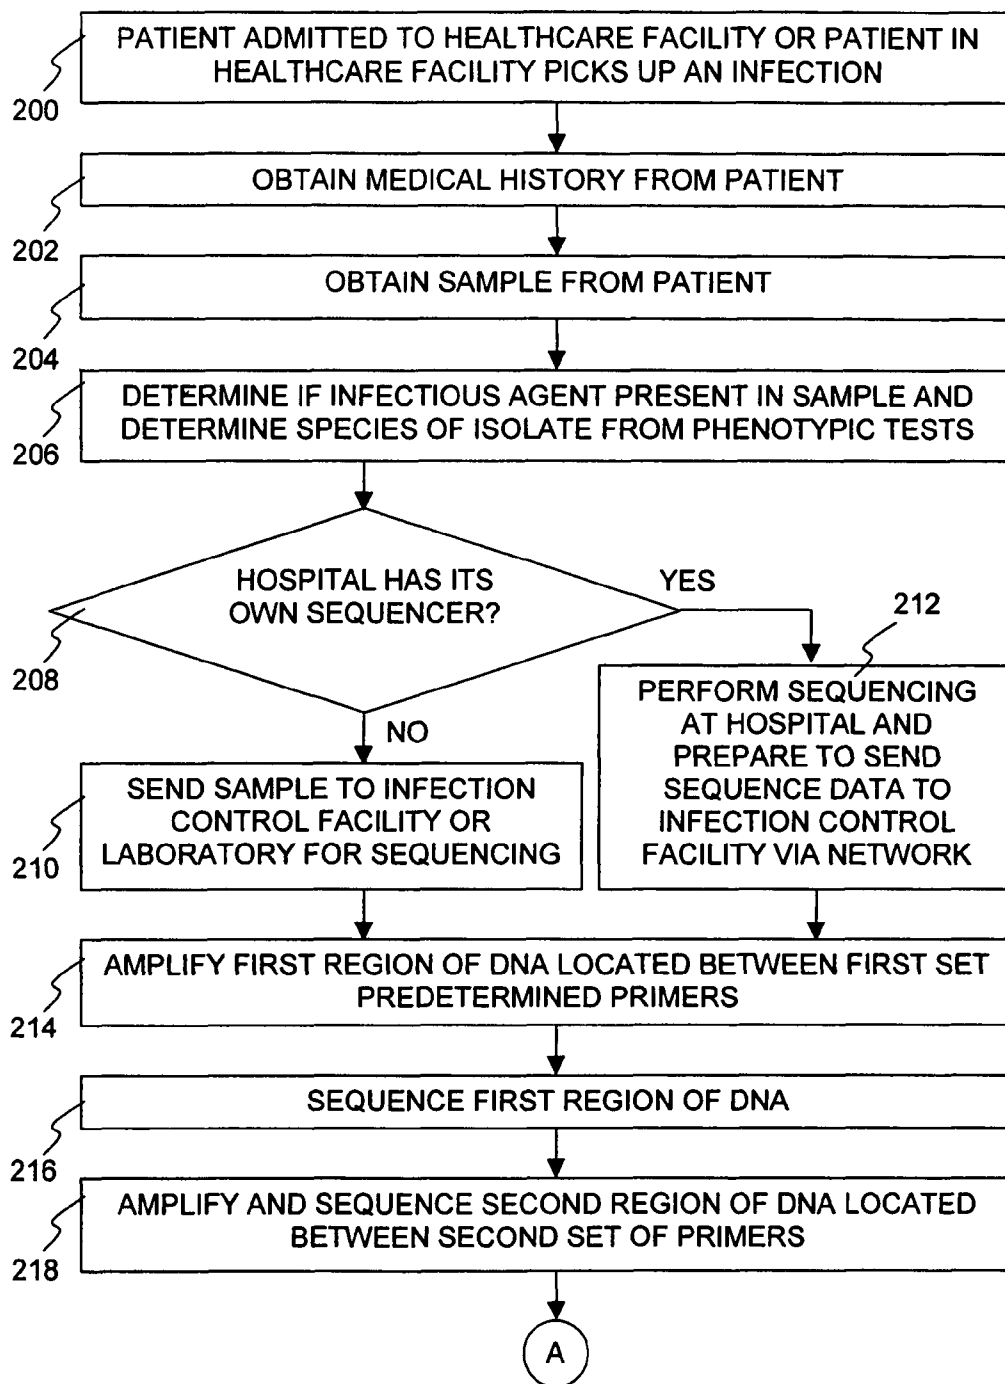 PATIENT ADMITTED TO HEALTHCARE FACILITY OR PATIENT IN
HEALTHCARE FACILITY PICKS UP AN INFECTION
200
OBTAIN MEDICAL HISTORY FROM PATIENT
202
OBTAIN SAMPLE FROM PATIENT
204
DETERMINE IF INFECTIOUS AGENT PRESENT IN SAMPLE AND
DETERMINE SPECIES OF ISOLATE FROM PHENOTYPIC TESTS
206
HOSPITAL HAS ITS
OWN SEQUENCER?
208
YES
NO
212
PERFORM SEQUENCING
AT HOSPITAL AND
PREPARE TO SEND
SEQUENCE DATA TO
INFECTION CONTROL
FACILITY VIA NETWORK
SEND SAMPLE TO INFECTION
CONTROL FACILITY OR
LABORATORY FOR SEQUENCING
210
AMPLIFY FIRST REGION OF DNA LOCATED BETWEEN FIRST SET
PREDETERMINED PRIMERS
214
SEQUENCE FIRST REGION OF DNA
216
AMPLIFY AND SEQUENCE SECOND REGION OF DNA LOCATED
BETWEEN SECOND SET OF PRIMERS
218
A